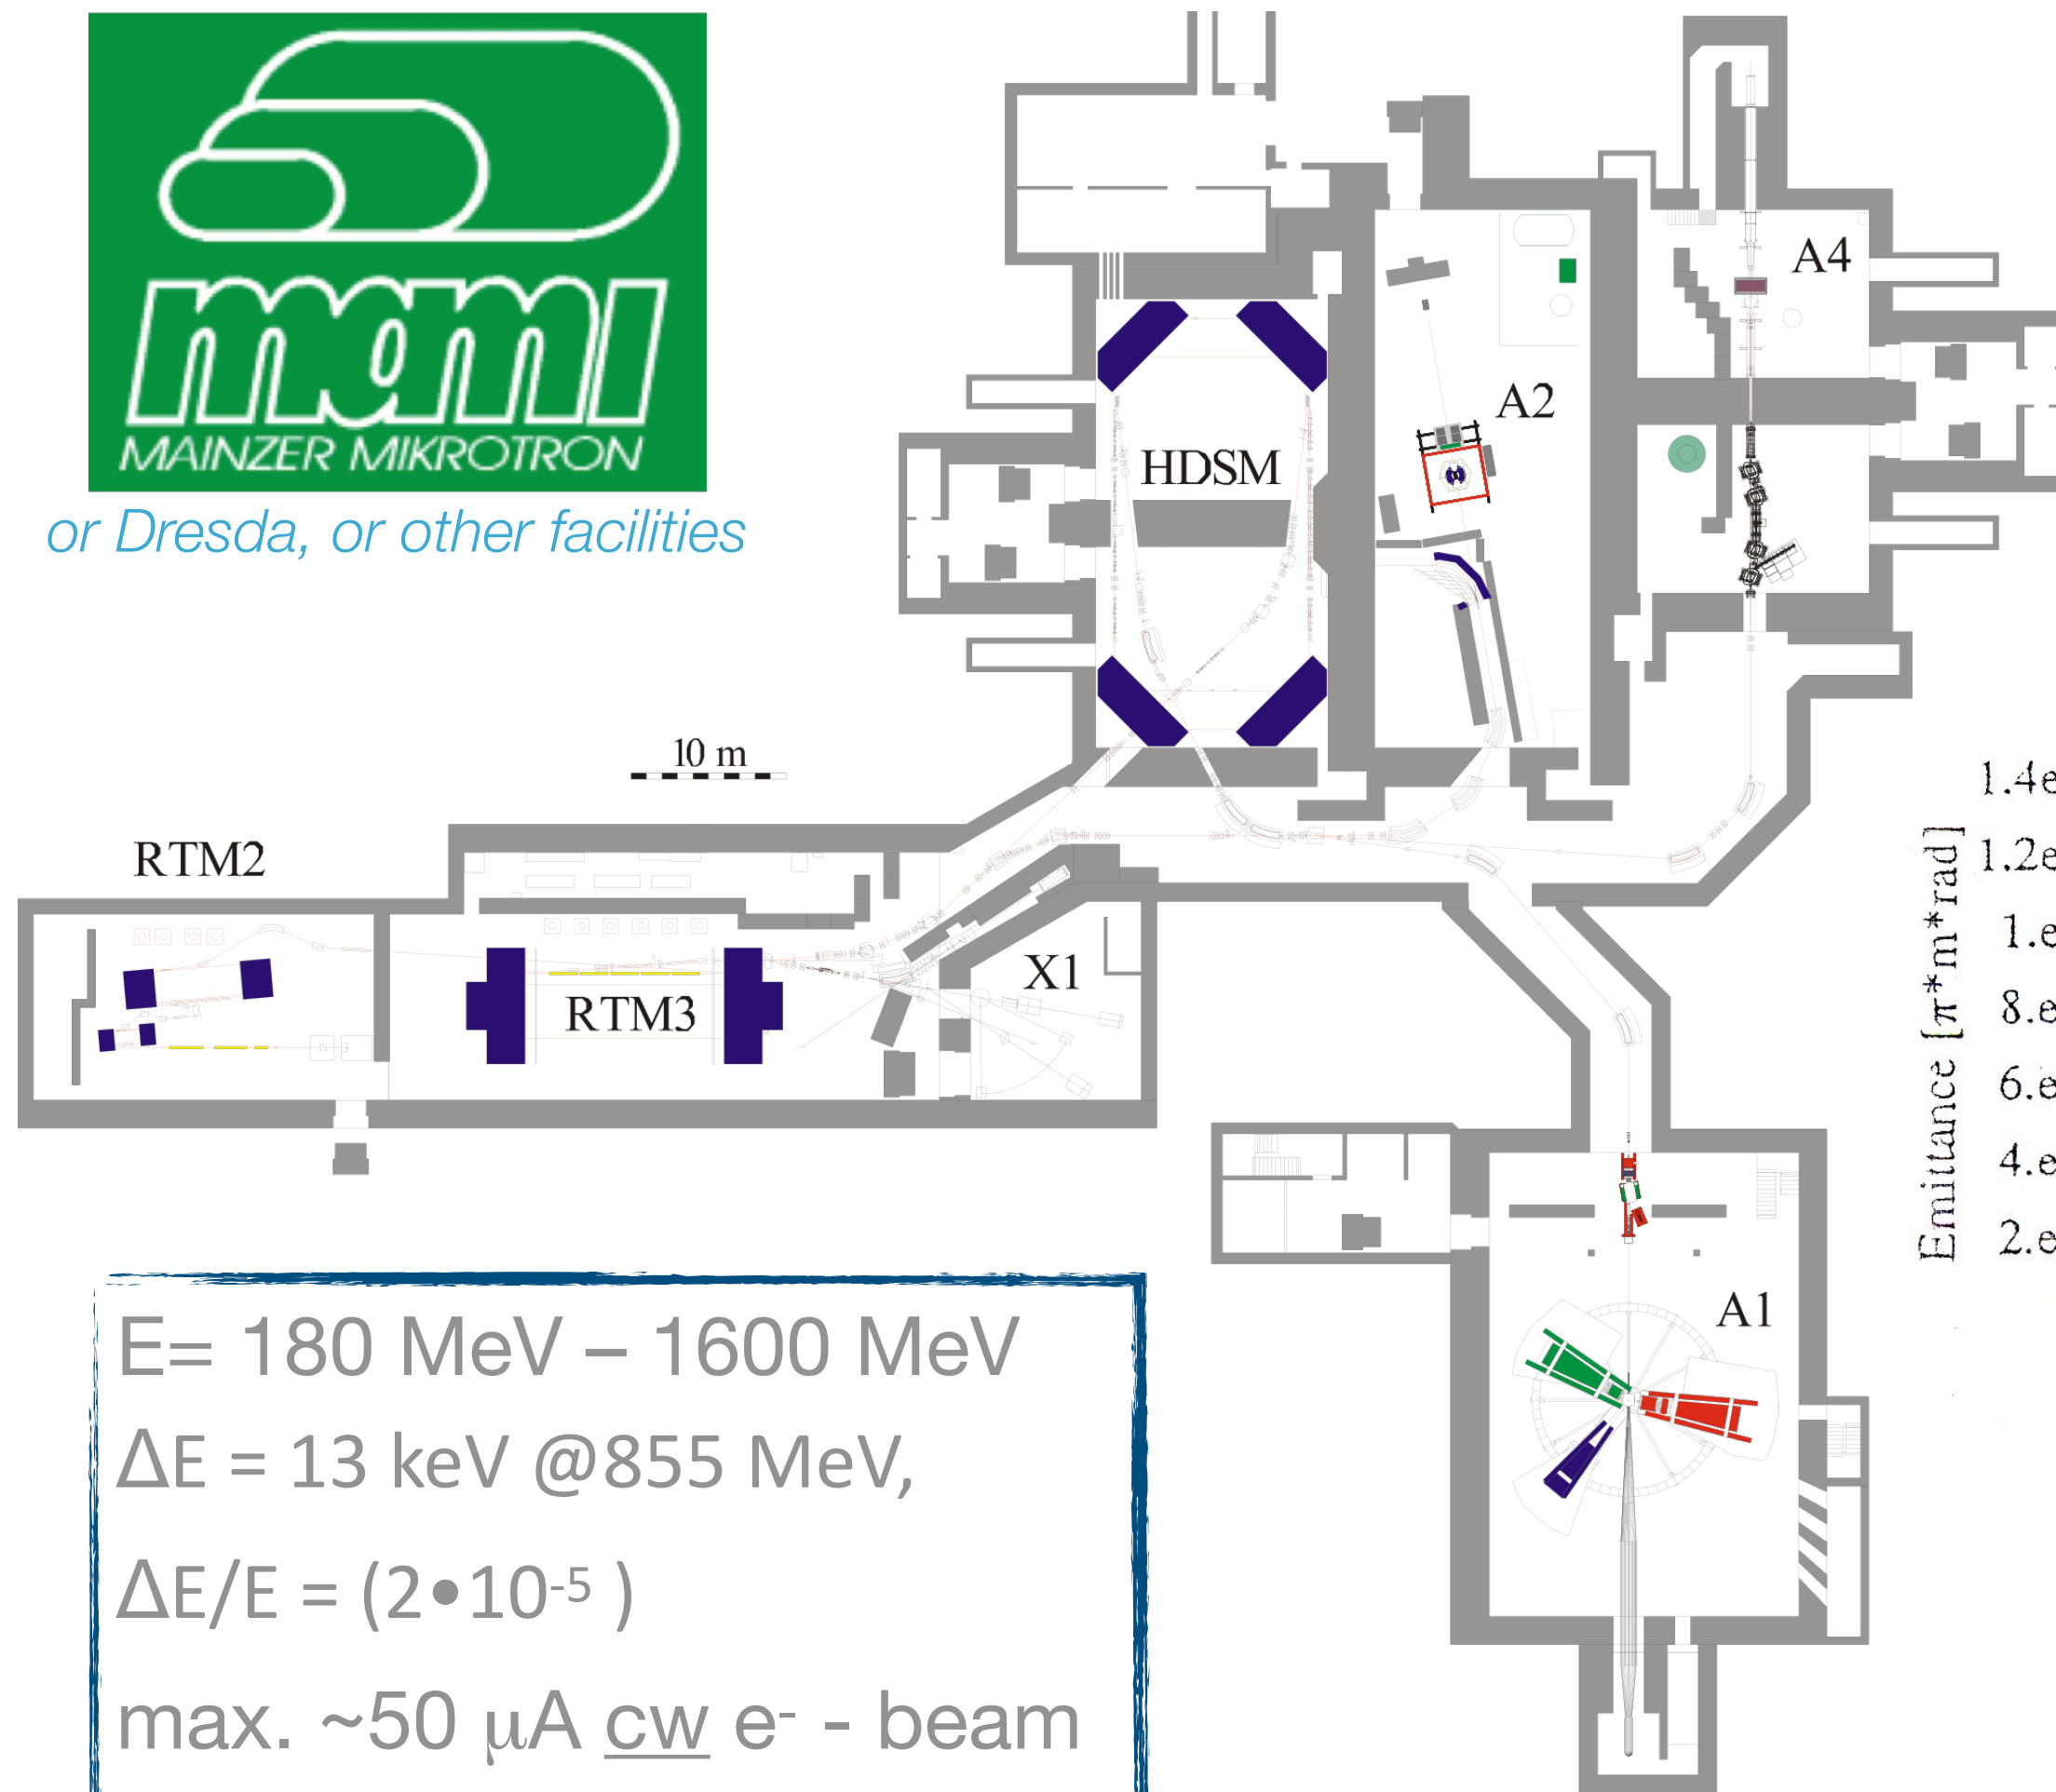 mami
MAINZER MIKROTRON
or Dresda, or other facilities
A4
A2
HDSM
10 m
RTM2
RTM3
X1
A1
Emittance [π*m*rad]
1.4e
1.2e
1.e
8.e
6.e
4.e
2.e
E= 180 MeV – 1600 MeV
ΔE = 13 keV @855 MeV,
ΔE/E = (2•10⁻⁵ )
max. ~50 μA cw e⁻ - beam